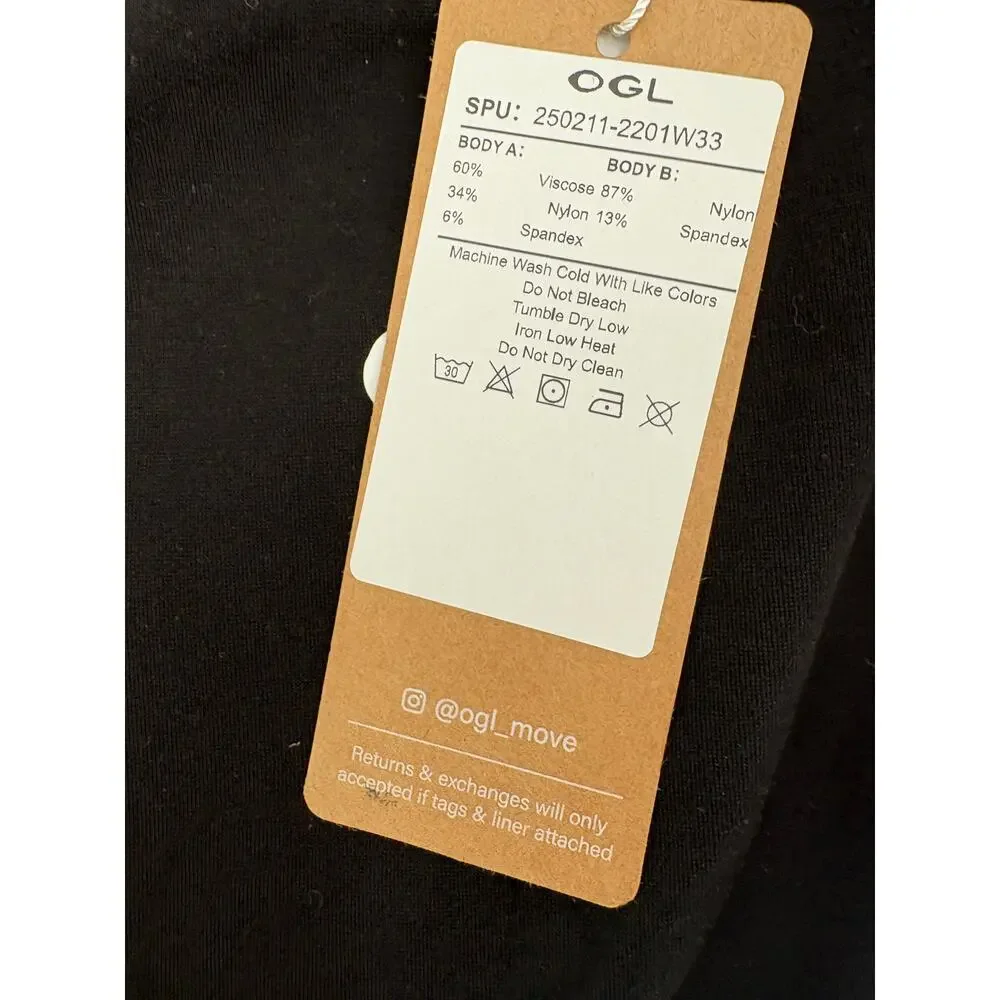 OGL
SPU: 250211-2201W33
BODY A: BODY B:
60% Viscose 87% Nylon
34% Nylon 13% Spandex
6% Spandex
Machine Wash Cold With Like Colors
Do Not Bleach
Tumble Dry Low
Iron Low Heat
Do Not Dry Clean
30
@ogl_move
Returns & exchanges will only
accepted if tags & liner attached